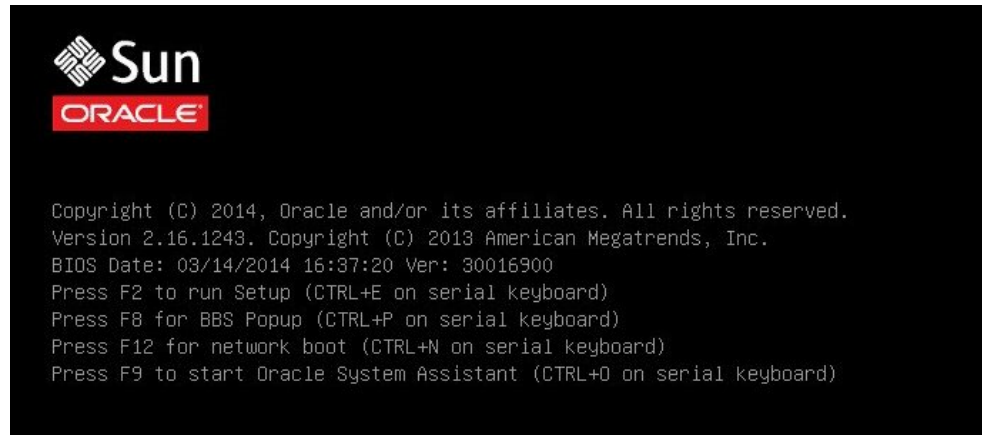 Sun
ORACLE
Copyright (C) 2014, Oracle and/or its affiliates. All rights reserved.
Version 2.16.1243. Copyright (C) 2013 American Megatrends, Inc.
BIOS Date: 03/14/2014 16:37:20 Ver: 30016900
Press F2 to run Setup (CTRL+E on serial keyboard)
Press F8 for BBS Popup (CTRL+P on serial keyboard)
Press F12 for network boot (CTRL+N on serial keyboard)
Press F9 to start Oracle System Assistant (CTRL+O on serial keyboard)